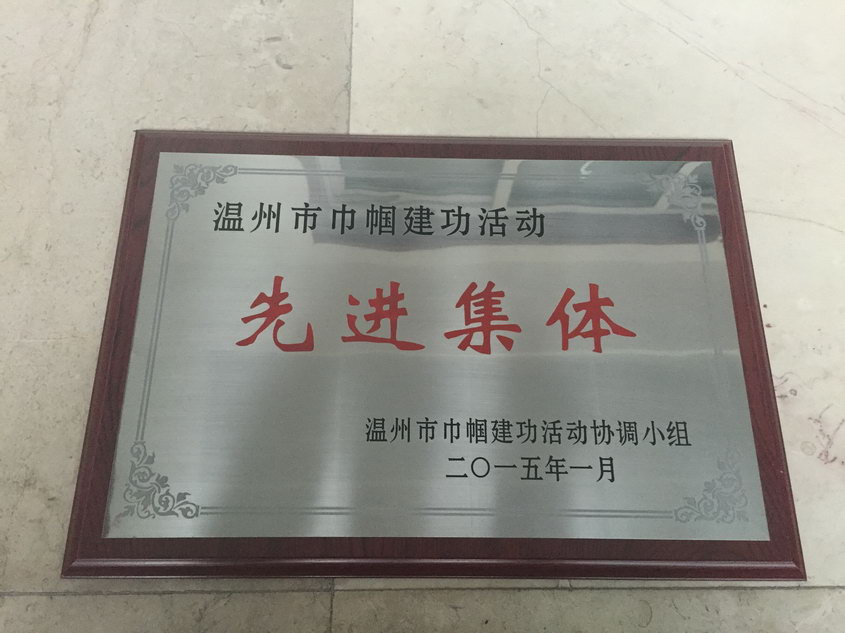 温州市巾帼建功活动
先进集体
温州市巾帼建功活动协调小组
二〇一五年一月